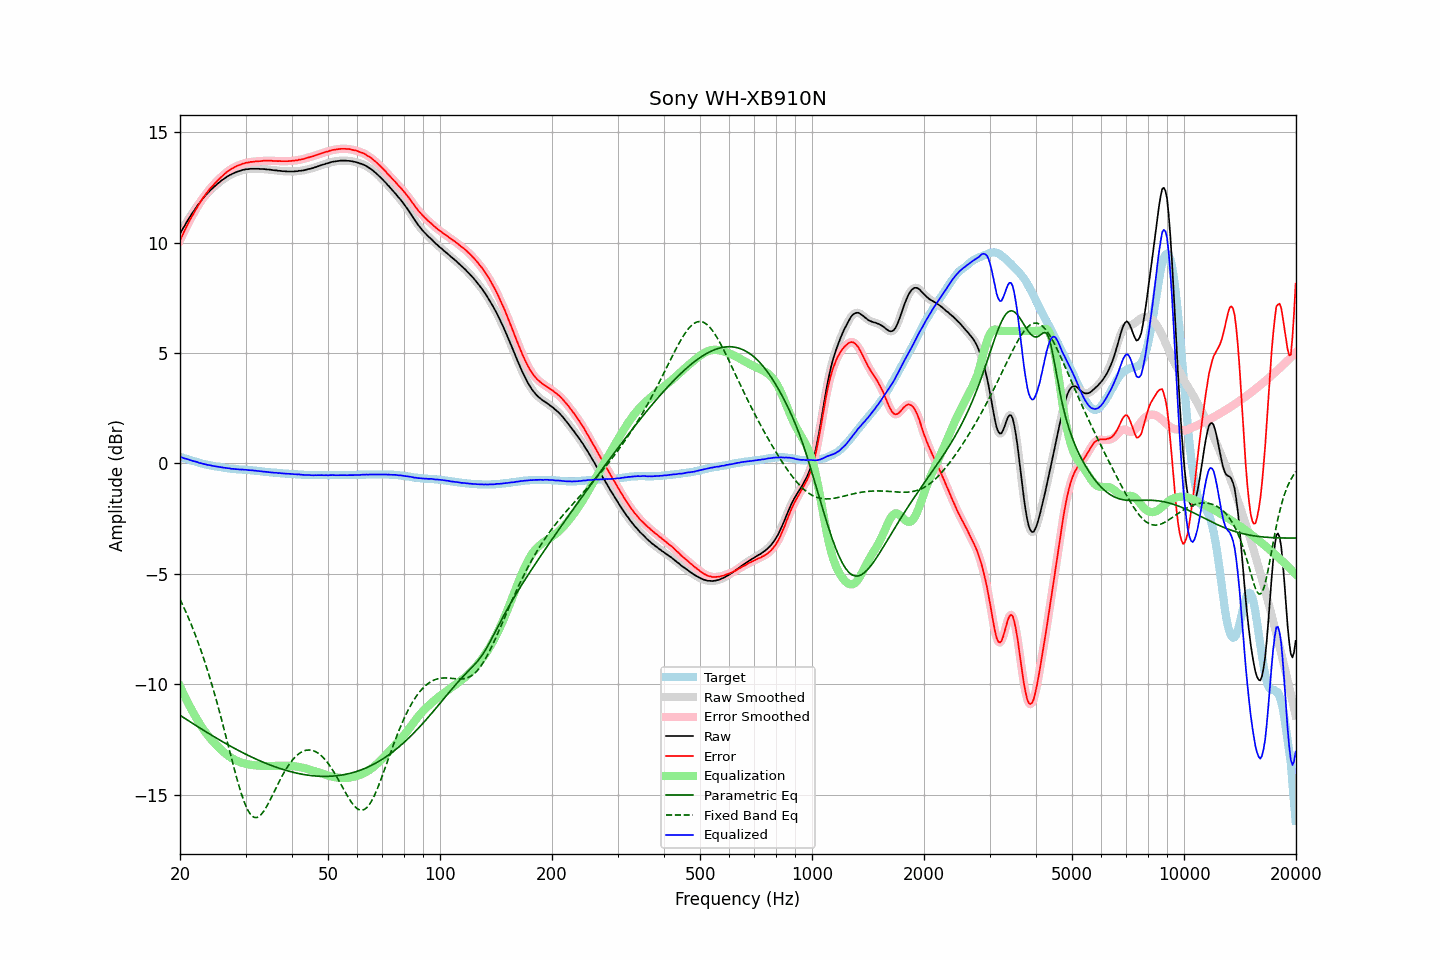 Sony WH-XB910N
Amplitude (dBr)
15
10
5
0
−5
−10
−15
Target
Raw Smoothed
Error Smoothed
Raw
Error
Equalization
Parametric Eq
Fixed Band Eq
Equalized
20 50 100 200 500 1000 2000 5000 10000 20000
Frequency (Hz)